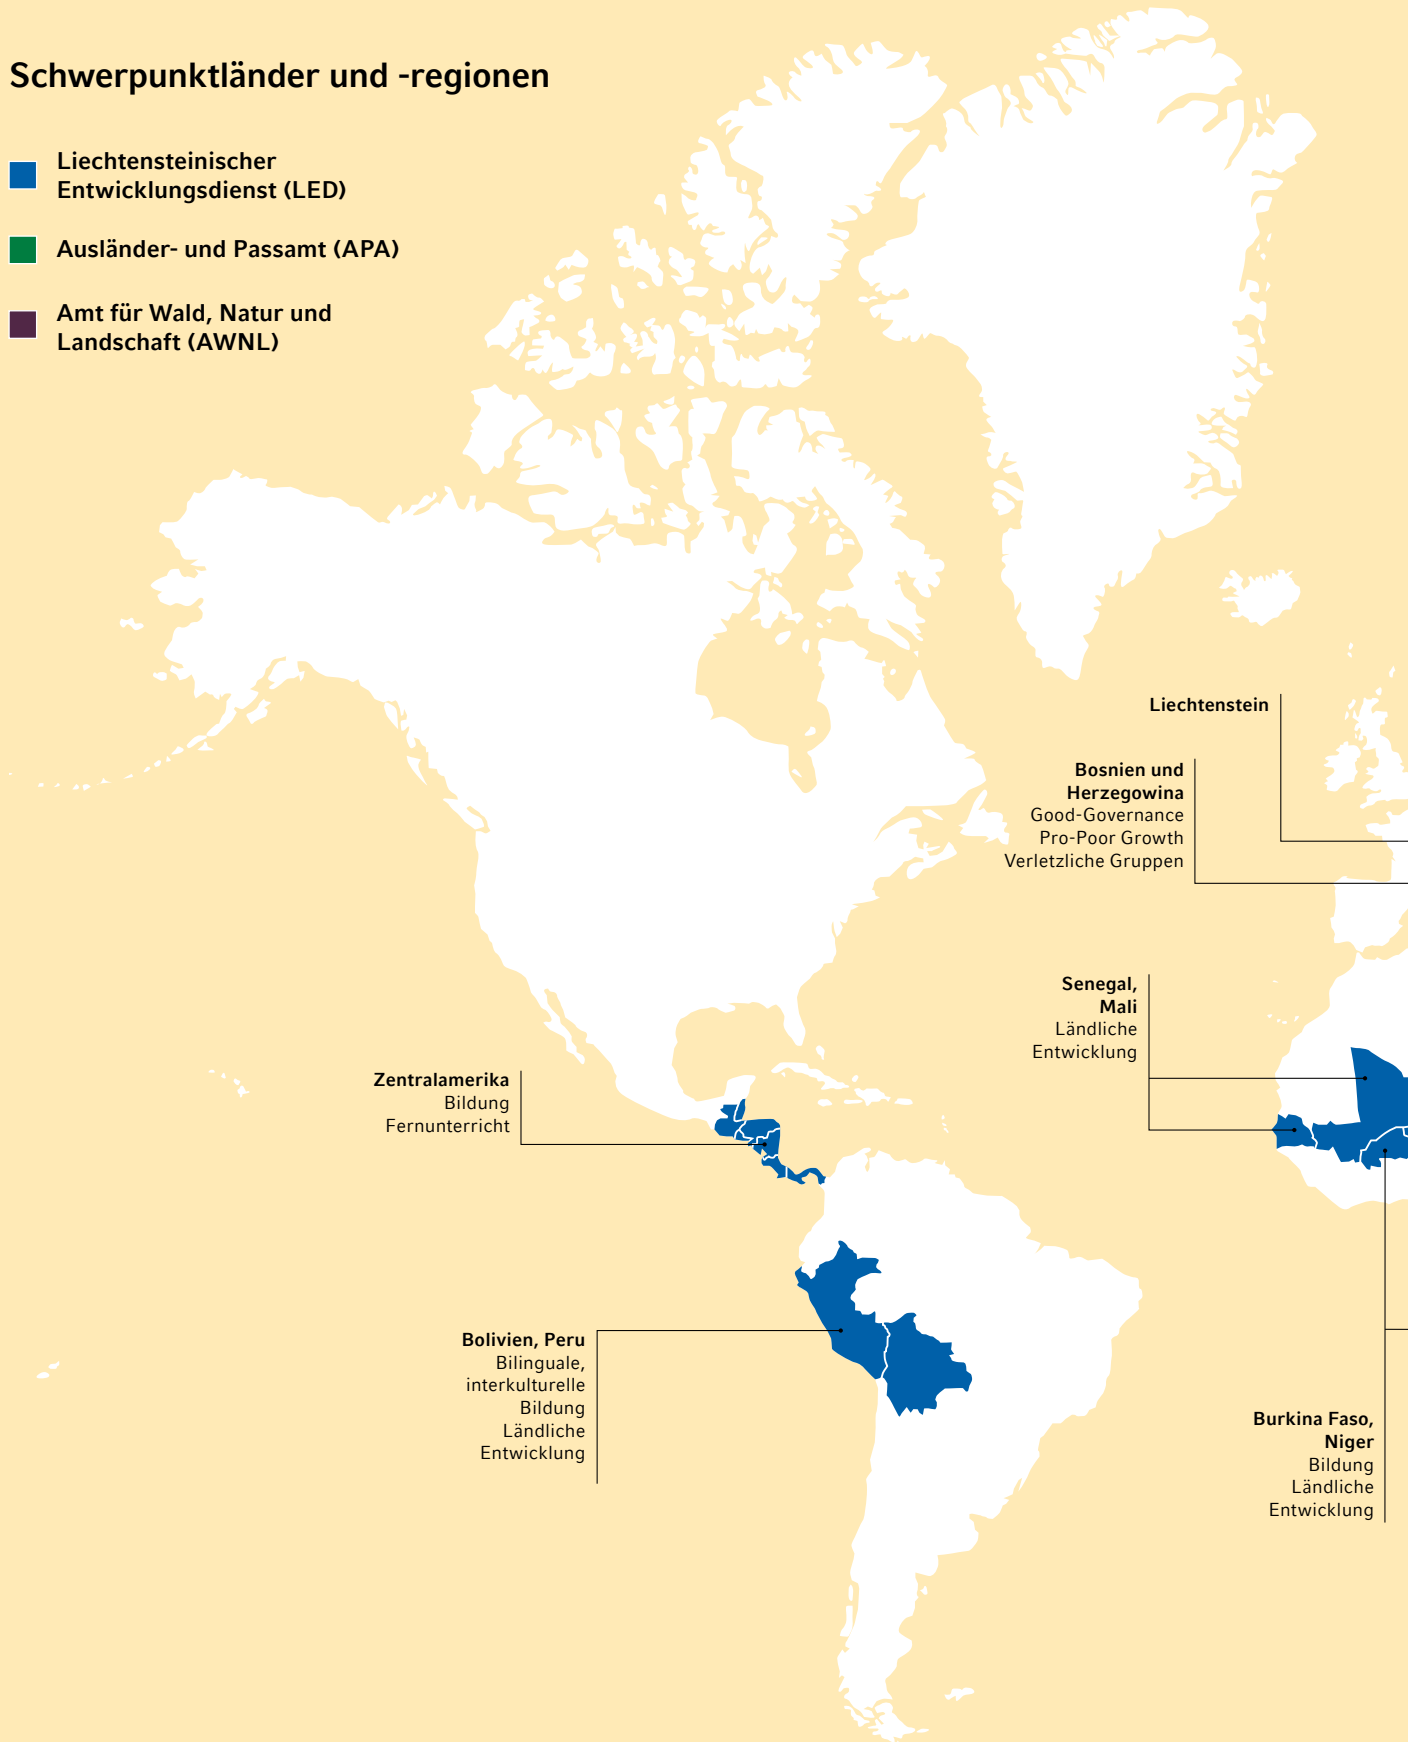 Schwerpunktländer und -regionen
Liechtensteinischer
Entwicklungsdienst (LED)
Ausländer- und Passamt (APA)
Amt für Wald, Natur und
Landschaft (AWNL)
Liechtenstein
Bosnien und
Herzegowina
Good-Governance
Pro-Poor Growth
Verletzliche Gruppen
Senegal,
Mali
Ländliche
Entwicklung
Zentralamerika
Bildung
Fernunterricht
Bolivien, Peru
Bilinguale,
interkulturelle
Bildung
Ländliche
Entwicklung
Burkina Faso,
Niger
Bildung
Ländliche
Entwicklung